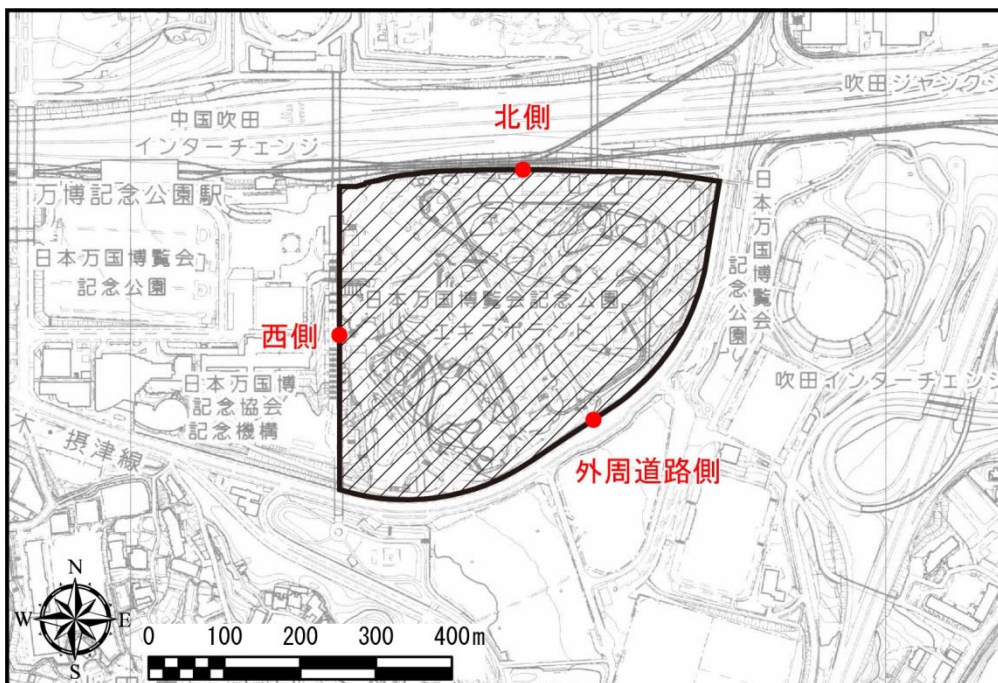 吹田ジャンクシ
中国吹田
インターチェンジ
北側
万博記念公園駅
日本万国博覧会
記念公園
日本万国博覧会
記念公園
日本万国博覧会記念公園
エキスポランド
西側
日本万国博
記念協会
記念機構
吹田インターチェンジ
木・摂津線
外周道路側
N
W E
S
0 100 200 300 400m